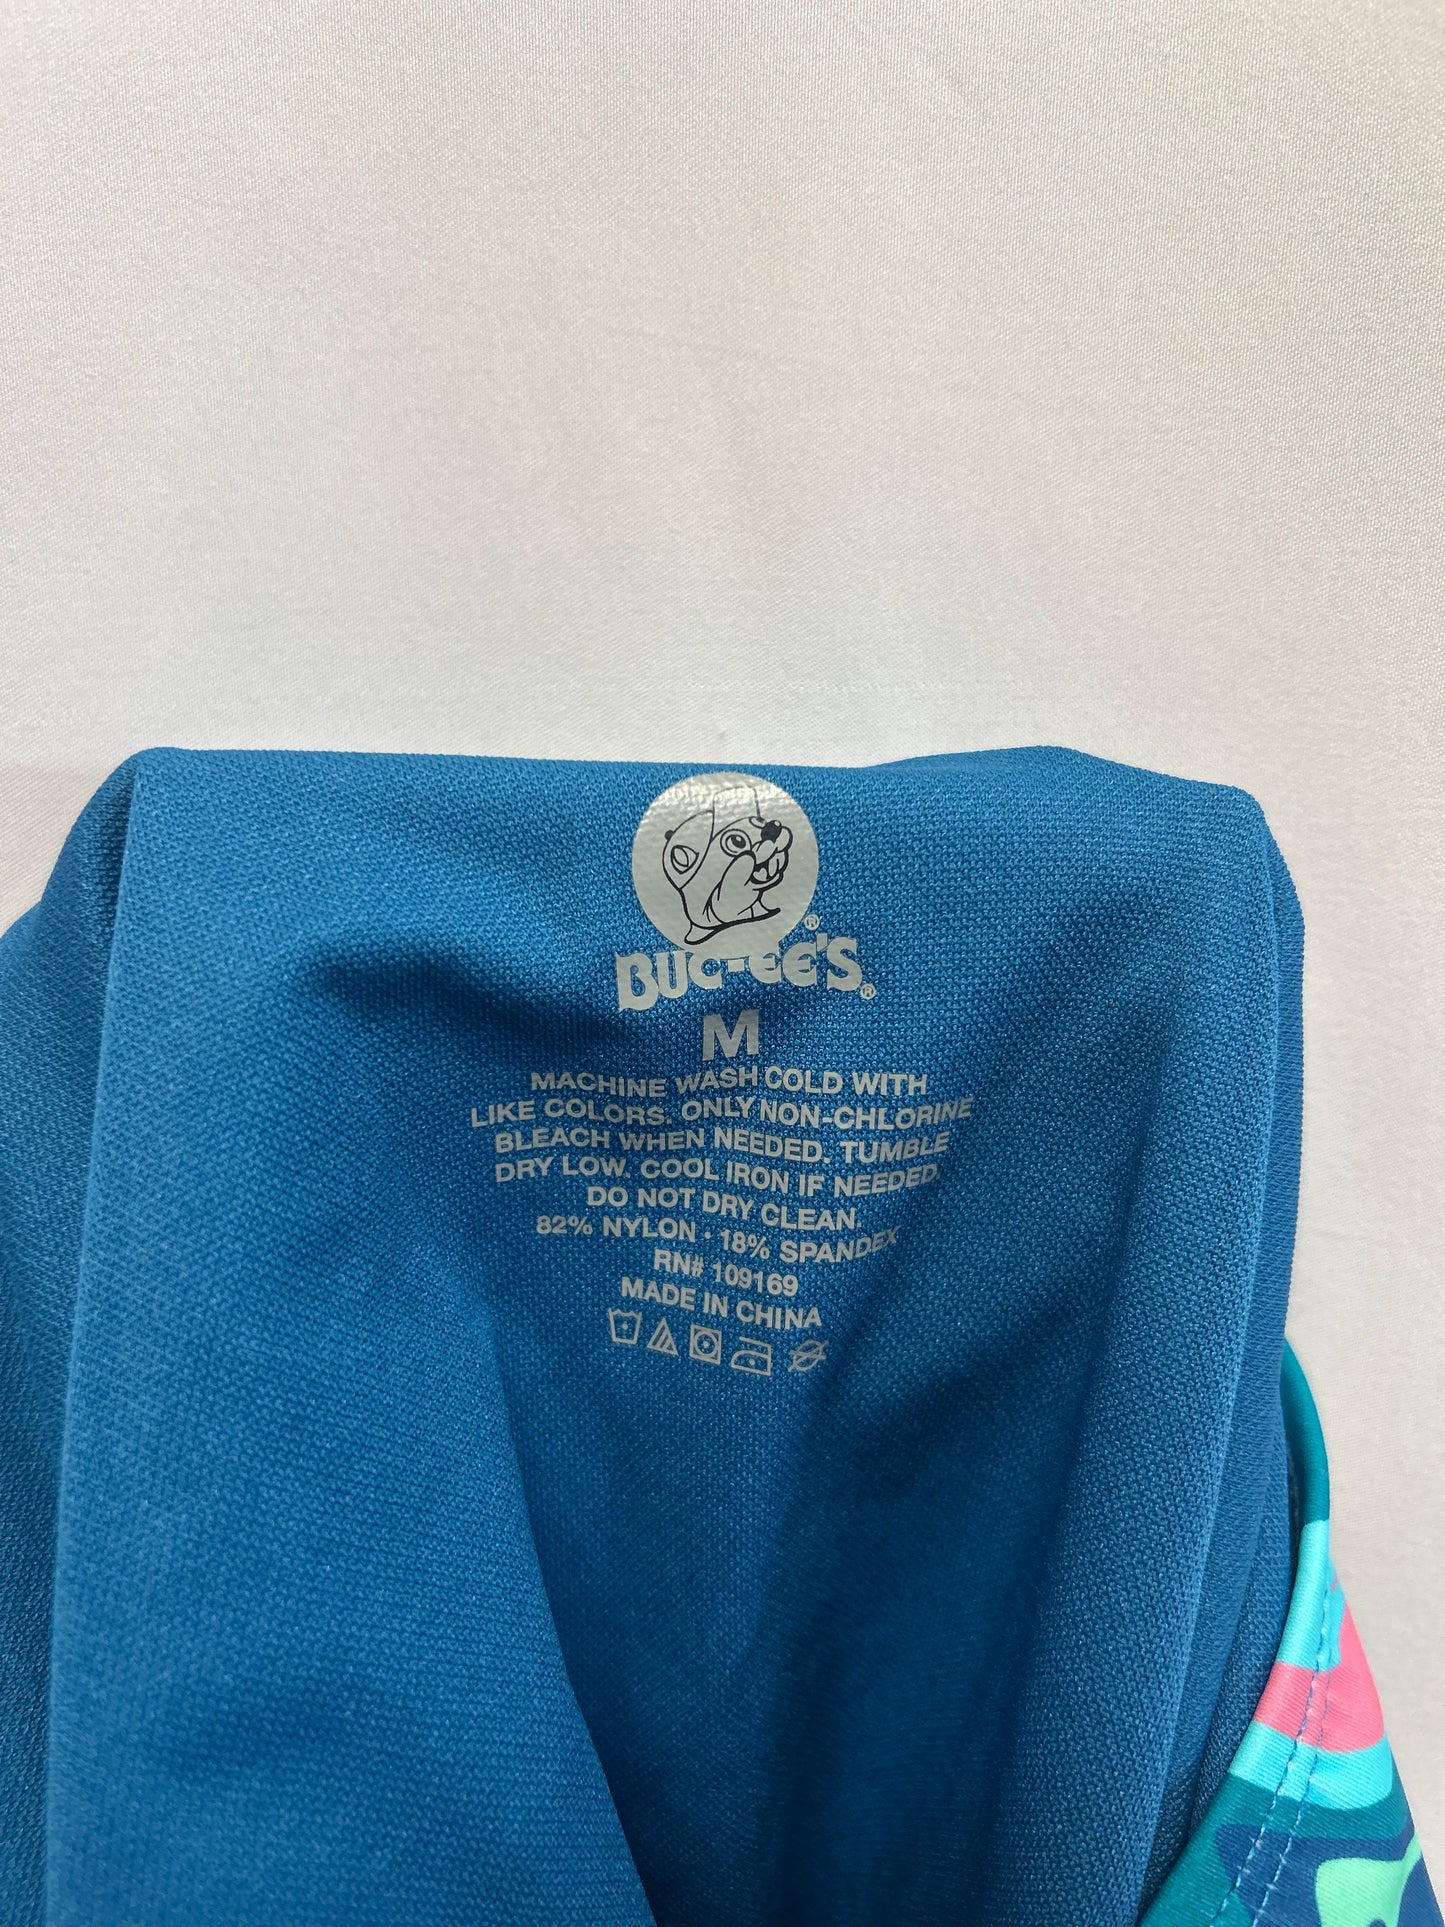 BUC-EE'S®
M
MACHINE WASH COLD WITH
LIKE COLORS. ONLY NON-CHLORINE
BLEACH WHEN NEEDED. TUMBLE
DRY LOW. COOL IRON IF NEEDED.
DO NOT DRY CLEAN.
82% NYLON · 18% SPANDEX
RN# 109169
MADE IN CHINA